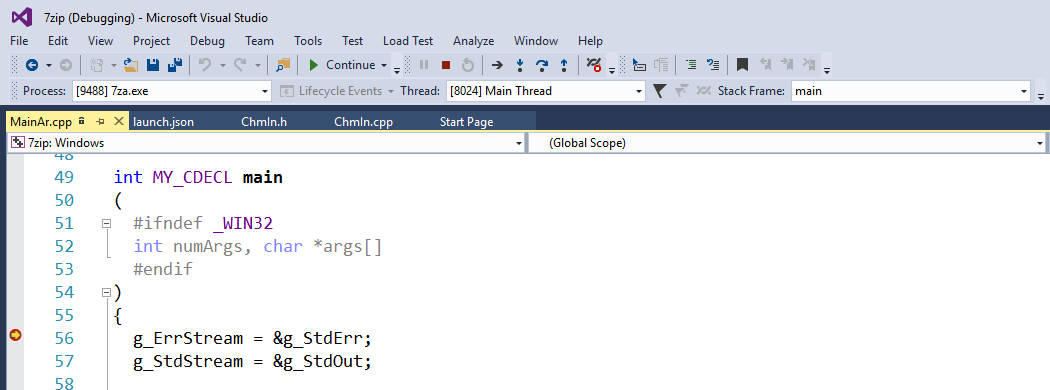 7zip (Debugging) - Microsoft Visual Studio
File Edit View Project Debug Team Tools Test Load Test Analyze Window Help
Continue
Process: [9488] 7za.exe Lifecycle Events Thread: [8024] Main Thread Stack Frame: main
MainAr.cpp launch.json ChmIn.h ChmIn.cpp Start Page
7zip: Windows (Global Scope)
48
49 int MY_CDECL main
50 (
51 #ifndef _WIN32
52 int numArgs, char *args[]
53 #endif
54 )
55 {
56 g_ErrStream = &g_StdErr;
57 g_StdStream = &g_StdOut;
58